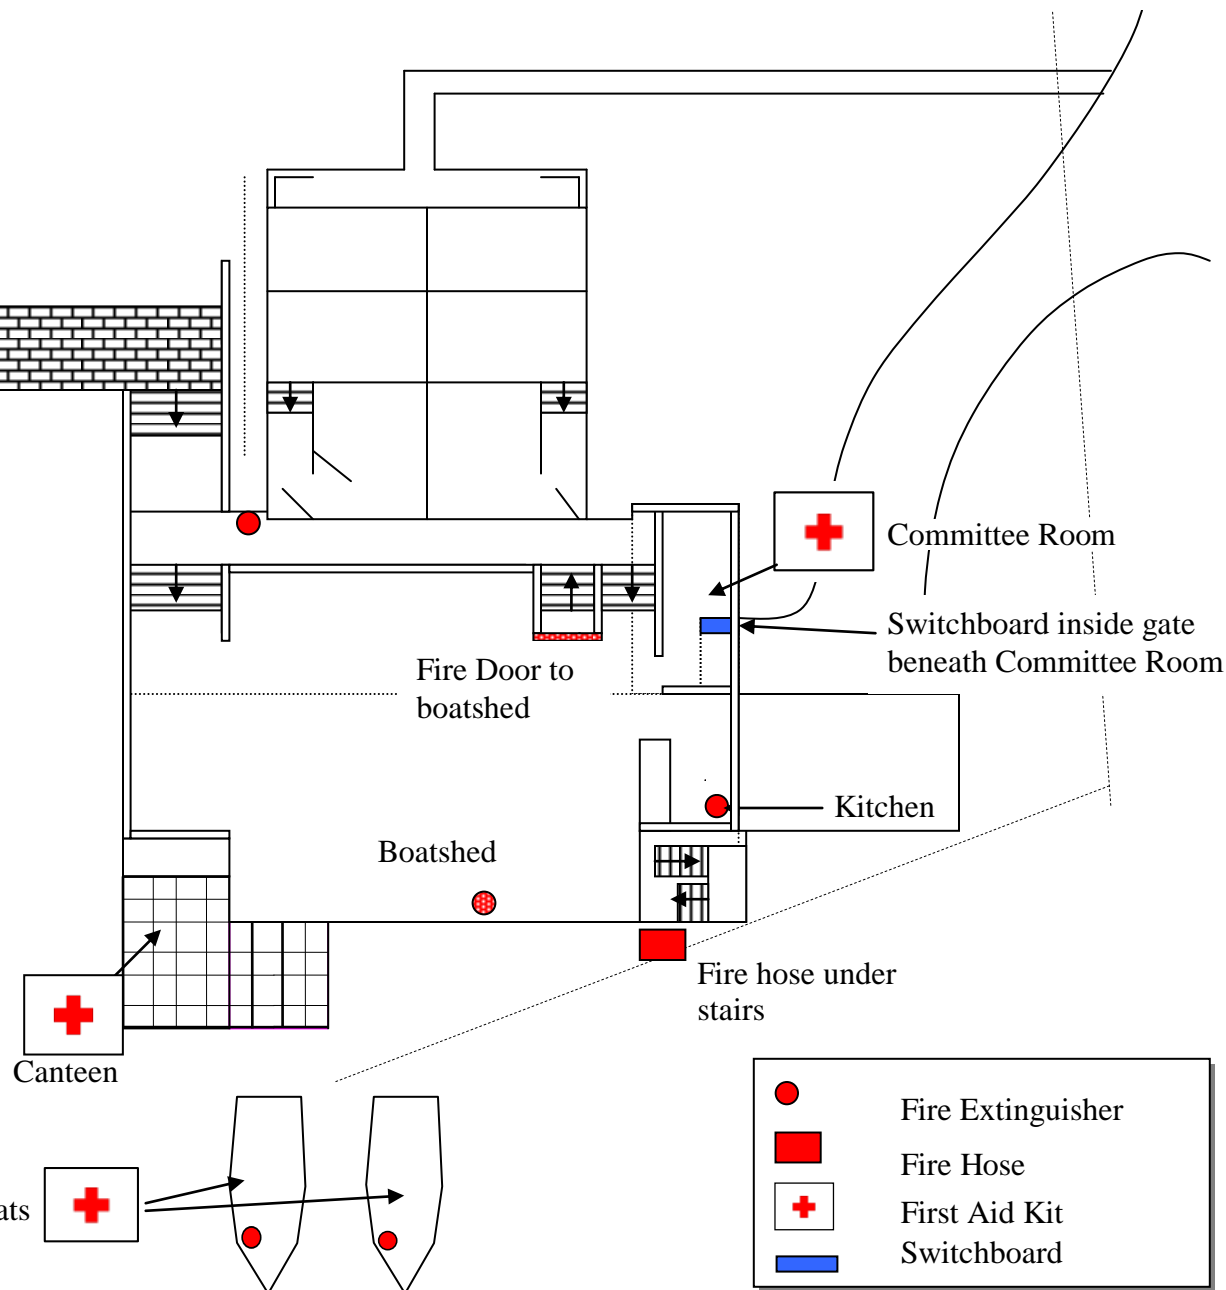 Committee Room
Switchboard inside gate
beneath Committee Room
Fire Door to
boatshed
Kitchen
Boatshed
Fire hose under
stairs
Canteen
ats
Fire Extinguisher
Fire Hose
First Aid Kit
Switchboard